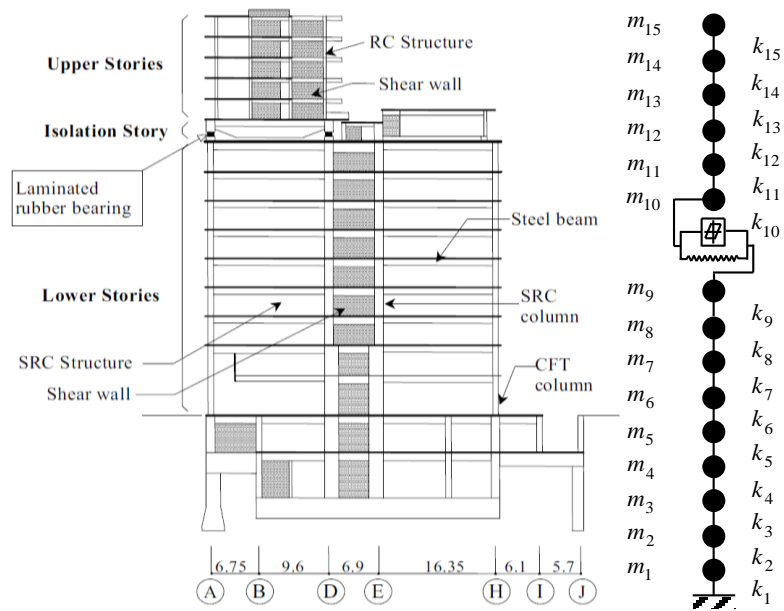 Upper Stories
RC Structure
Shear wall
Isolation Story
Laminated
rubber bearing
Steel beam
Lower Stories
SRC
column
SRC Structure
Shear wall
CFT
column
6.75 9.6 6.9 16.35 6.1 5.7
A B D E H I J
m15
m14
m13
m12
m11
m10
m9
m8
m7
m6
m5
m4
m3
m2
m1
k15
k14
k13
k12
k11
k10
k9
k8
k7
k6
k5
k4
k3
k2
k1